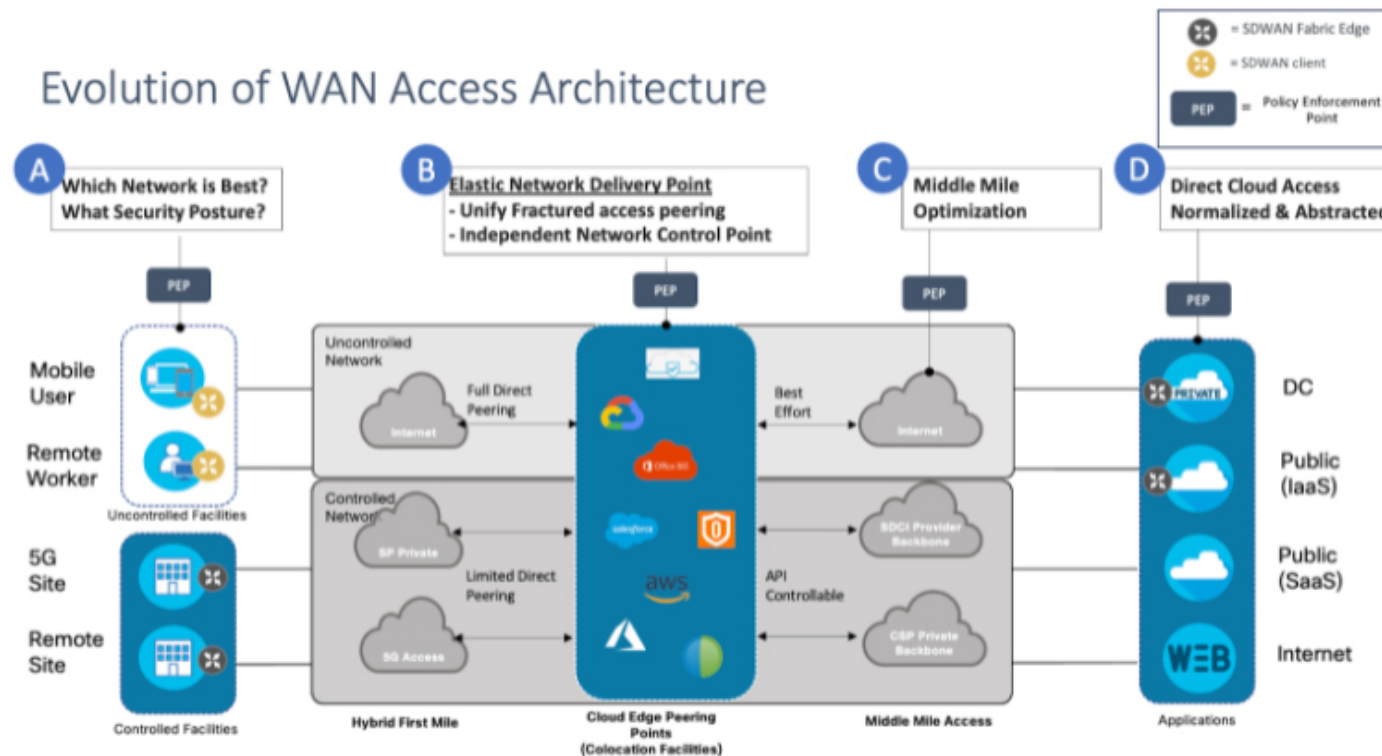 = SDWAN Fabric Edge
= SDWAN client
PEP = Policy Enforcement
Point
Evolution of WAN Access Architecture
A
Which Network is Best?
What Security Posture?
B
Elastic Network Delivery Point
- Unify Fractured access peering
- Independent Network Control Point
C
Middle Mile
Optimization
D
Direct Cloud Access
Normalized & Abstracted
PEP
PEP
PEP
PEP
Mobile
User
Remote
Worker
Uncontrolled Facilities
5G
Site
Remote
Site
Controlled Facilities
Uncontrolled
Network
Internet
Full Direct
Peering
Controlled
Network
SP Private
Limited Direct
Peering
5G Access
Hybrid First Mile
Office 365
salesforce
aws
Cloud Edge Peering
Points
(Colocation Facilities)
Best
Effort
Internet
SDCI Provider
Backbone
API
Controllable
CSP Private
Backbone
Middle Mile Access
PRIVATE
WEB
Applications
DC
Public
(IaaS)
Public
(SaaS)
Internet